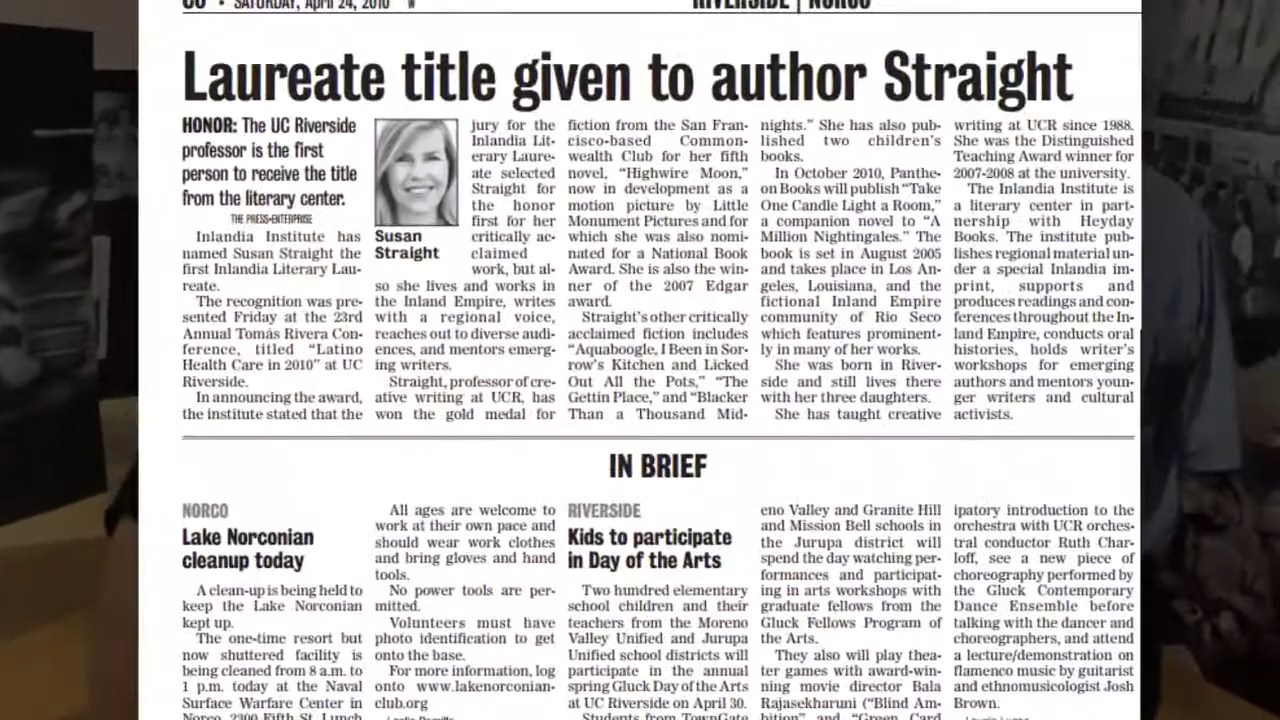 SATURDAY, April 24, 2010
RIVERSIDE | NORCO
Laureate title given to author Straight
HONOR: The UC Riverside
professor is the first
person to receive the title
from the literary center.
THE PRESS-ENTERPRISE
Inlandia Institute has
named Susan Straight the
first Inlandia Literary Lau-
reate.
The recognition was pre-
sented Friday at the 23rd
Annual Tomás Rivera Con-
ference, titled “Latino
Health Care in 2010” at UC
Riverside.
In announcing the award,
the institute stated that the
Susan
Straight
jury for the
Inlandia Lit-
erary Laure-
ate selected
Straight for
the honor
first for her
critically ac-
claimed
work, but al-
so she lives and works in
the Inland Empire, writes
with a regional voice,
reaches out to diverse audi-
ences, and mentors emerg-
ing writers.
Straight, professor of cre-
ative writing at UCR, has
won the gold medal for
fiction from the San Fran-
cisco-based Common-
wealth Club for her fifth
novel, “Highwire Moon,”
now in development as a
motion picture by Little
Monument Pictures and for
which she was also nomi-
nated for a National Book
Award. She is also the win-
ner of the 2007 Edgar
award.
Straight's other critically
acclaimed fiction includes
“Aquaboogle, I Been in Sor-
row's Kitchen and Licked
Out All the Pots,” “The
Gettin Place,” and “Blacker
Than a Thousand Mid-
nights.” She has also pub-
lished two children's
books.
In October 2010, Panthe-
on Books will publish “Take
One Candle Light a Room,”
a companion novel to “A
Million Nightingales.” The
book is set in August 2005
and takes place in Los An-
geles, Louisiana, and the
fictional Inland Empire
community of Rio Seco
which features prominent-
ly in many of her works.
She was born in River-
side and still lives there
with her three daughters.
She has taught creative
writing at UCR since 1988.
She was the Distinguished
Teaching Award winner for
2007-2008 at the university.
The Inlandia Institute is
a literary center in part-
nership with Heyday
Books. The institute pub-
lishes regional material un-
der a special Inlandia im-
print, supports and
produces readings and con-
ferences throughout the In-
land Empire, conducts oral
histories, holds writer's
workshops for emerging
authors and mentors youn-
ger writers and cultural
activists.
IN BRIEF
NORCO
Lake Norconian
cleanup today
A clean-up is being held to
keep the Lake Norconian
kept up.
The one-time resort but
now shuttered facility is
being cleaned from 8 a.m. to
1 p.m. today at the Naval
Surface Warfare Center in
Norco, 2300 Fifth St. Lunch
All ages are welcome to
work at their own pace and
should wear work clothes
and bring gloves and hand
tools.
No power tools are per-
mitted.
Volunteers must have
photo identification to get
onto the base.
For more information, log
onto www.lakenorconian-
club.org
RIVERSIDE
Kids to participate
in Day of the Arts
Two hundred elementary
school children and their
teachers from the Moreno
Valley Unified and Jurupa
Unified school districts will
participate in the annual
spring Gluck Day of the Arts
at UC Riverside on April 30.
Students from TownGate
eno Valley and Granite Hill
and Mission Bell schools in
the Jurupa district will
spend the day watching per-
formances and participat-
ing in arts workshops with
graduate fellows from the
Gluck Fellows Program of
the Arts.
They also will play thea-
ter games with award-win-
ning movie director Bala
Rajasekharuni (“Blind Am-
bition” and “Green Card
ipatory introduction to the
orchestra with UCR orches-
tral conductor Ruth Char-
loff, see a new piece of
choreography performed by
the Gluck Contemporary
Dance Ensemble before
talking with the dancer and
choreographers, and attend
a lecture/demonstration on
flamenco music by guitarist
and ethnomusicologist Josh
Brown.